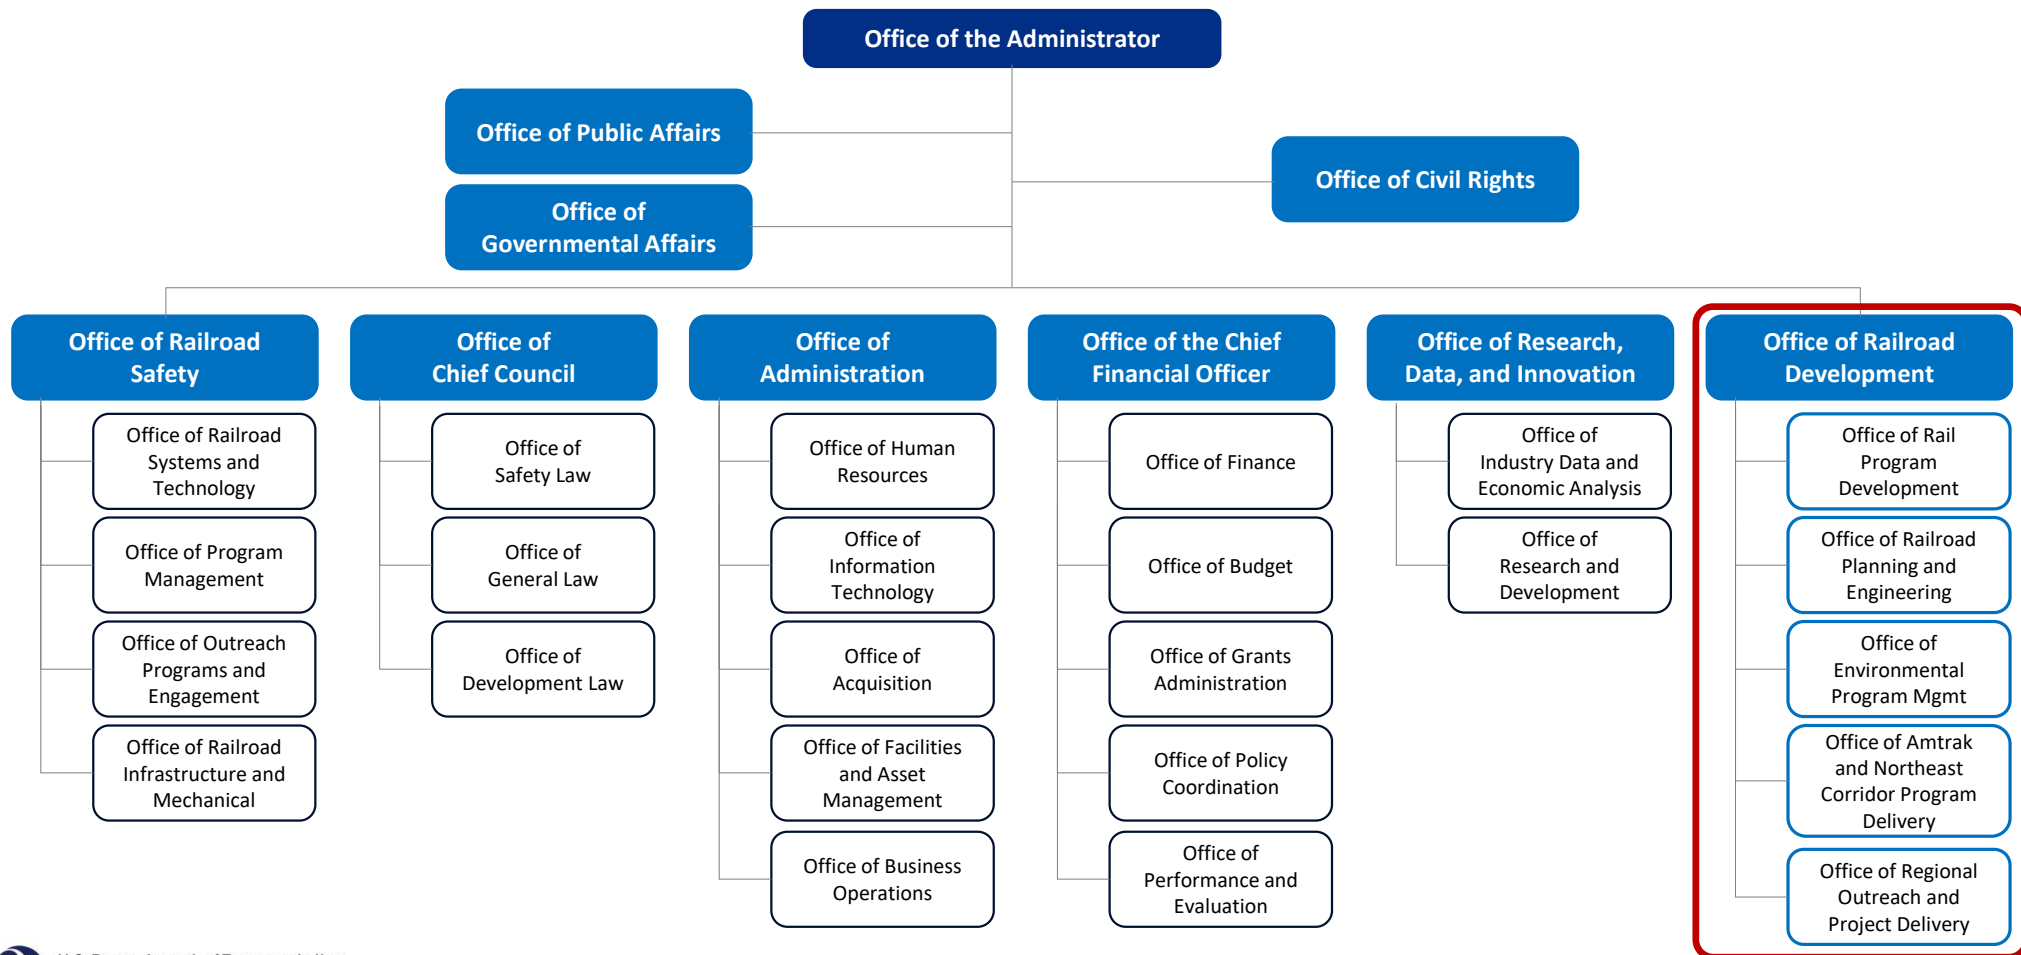 Office of the Administrator
Office of Public Affairs
Office of Civil Rights
Office of
Governmental Affairs
Office of Railroad
Safety
Office of Railroad
Systems and
Technology
Office of Program
Management
Office of Outreach
Programs and
Engagement
Office of Railroad
Infrastructure and
Mechanical
Office of
Chief Council
Office of
Safety Law
Office of
General Law
Office of
Development Law
Office of
Administration
Office of Human
Resources
Office of
Information
Technology
Office of
Acquisition
Office of Facilities
and Asset
Management
Office of Business
Operations
Office of the Chief
Financial Officer
Office of Finance
Office of Budget
Office of Grants
Administration
Office of Policy
Coordination
Office of
Performance and
Evaluation
Office of Research,
Data, and Innovation
Office of
Industry Data and
Economic Analysis
Office of
Research and
Development
Office of Railroad
Development
Office of Rail
Program
Development
Office of Railroad
Planning and
Engineering
Office of
Environmental
Program Mgmt
Office of Amtrak
and Northeast
Corridor Program
Delivery
Office of Regional
Outreach and
Project Delivery